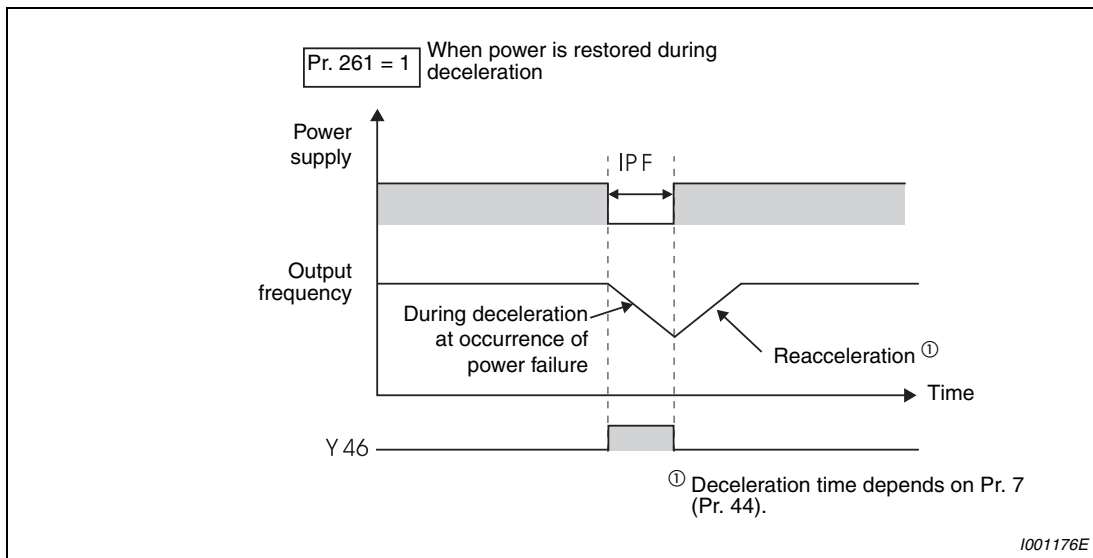 Pr. 261 = 1
When power is restored during
deceleration
Power
supply
IPF
Output
frequency
During deceleration
at occurrence of
power failure
Reacceleration ①
Time
Y46
① Deceleration time depends on Pr. 7
(Pr. 44).
I001176E